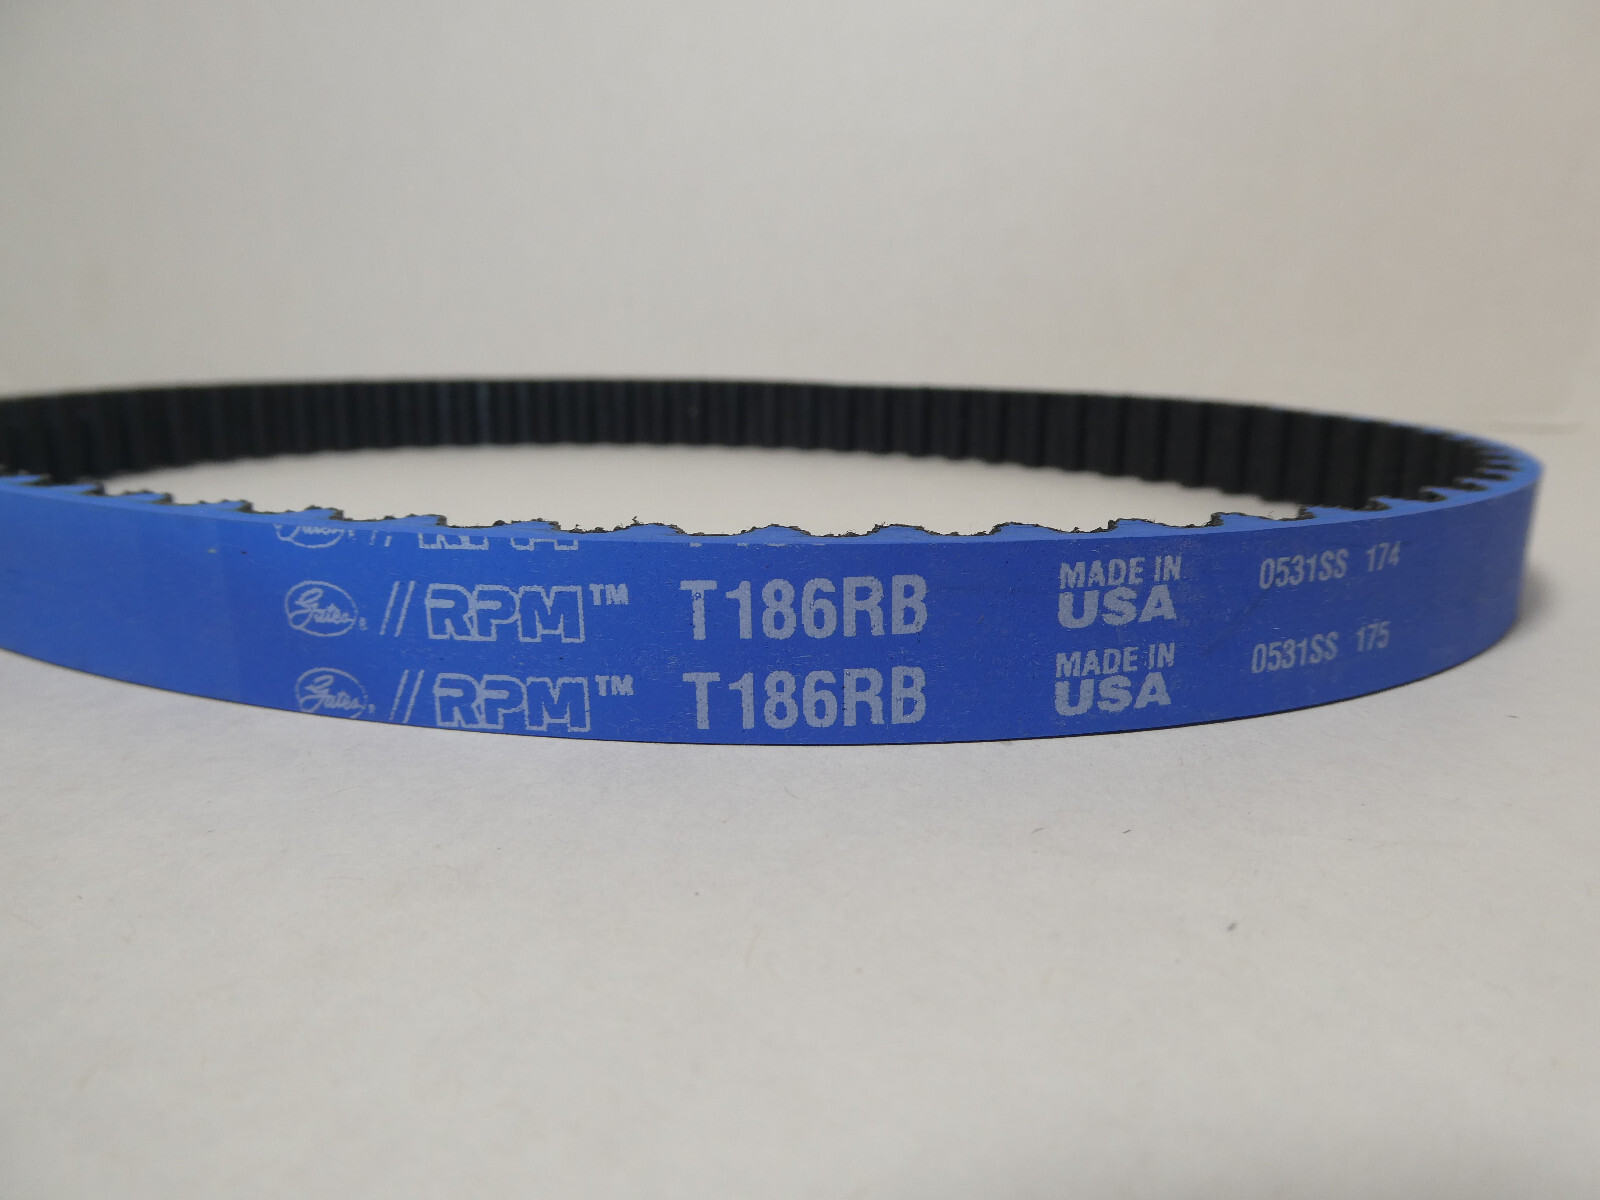 Gates® // RPM™ T186RB MADE IN USA 0531SS 174
Gates® // RPM™ T186RB MADE IN USA 0531SS 175